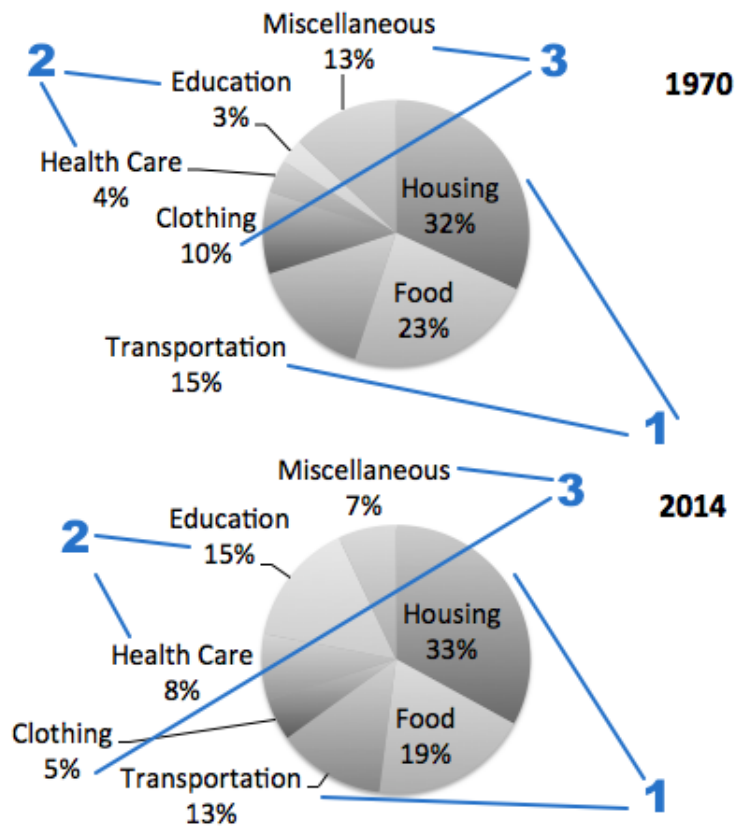 Miscellaneous
13%
3
2
Education
3%
1970
Health Care
4%
Housing
32%
Clothing
10%
Food
23%
Transportation
15%
1
Miscellaneous
7%
3
2014
Education
15%
2
Housing
33%
Health Care
8%
Food
19%
Clothing
5%
Transportation
13%
1